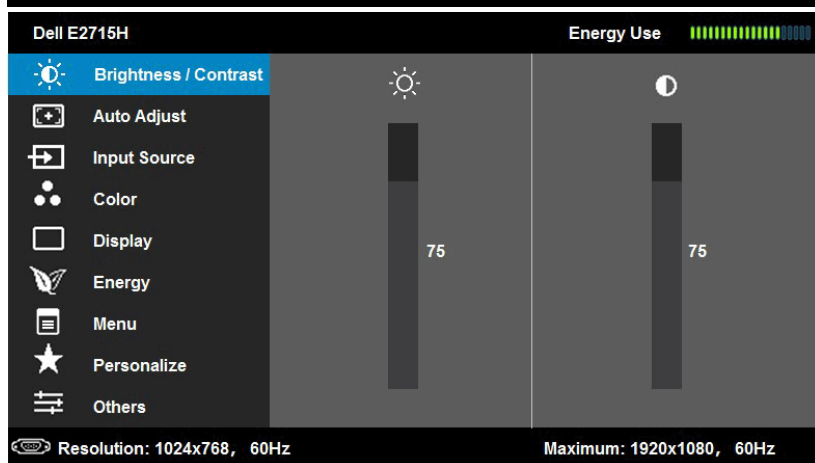 Dell E2715H Energy Use
Brightness / Contrast
Auto Adjust
Input Source
Color
Display
75 75
Energy
Menu
Personalize
Others
Resolution: 1024x768, 60Hz Maximum: 1920x1080, 60Hz